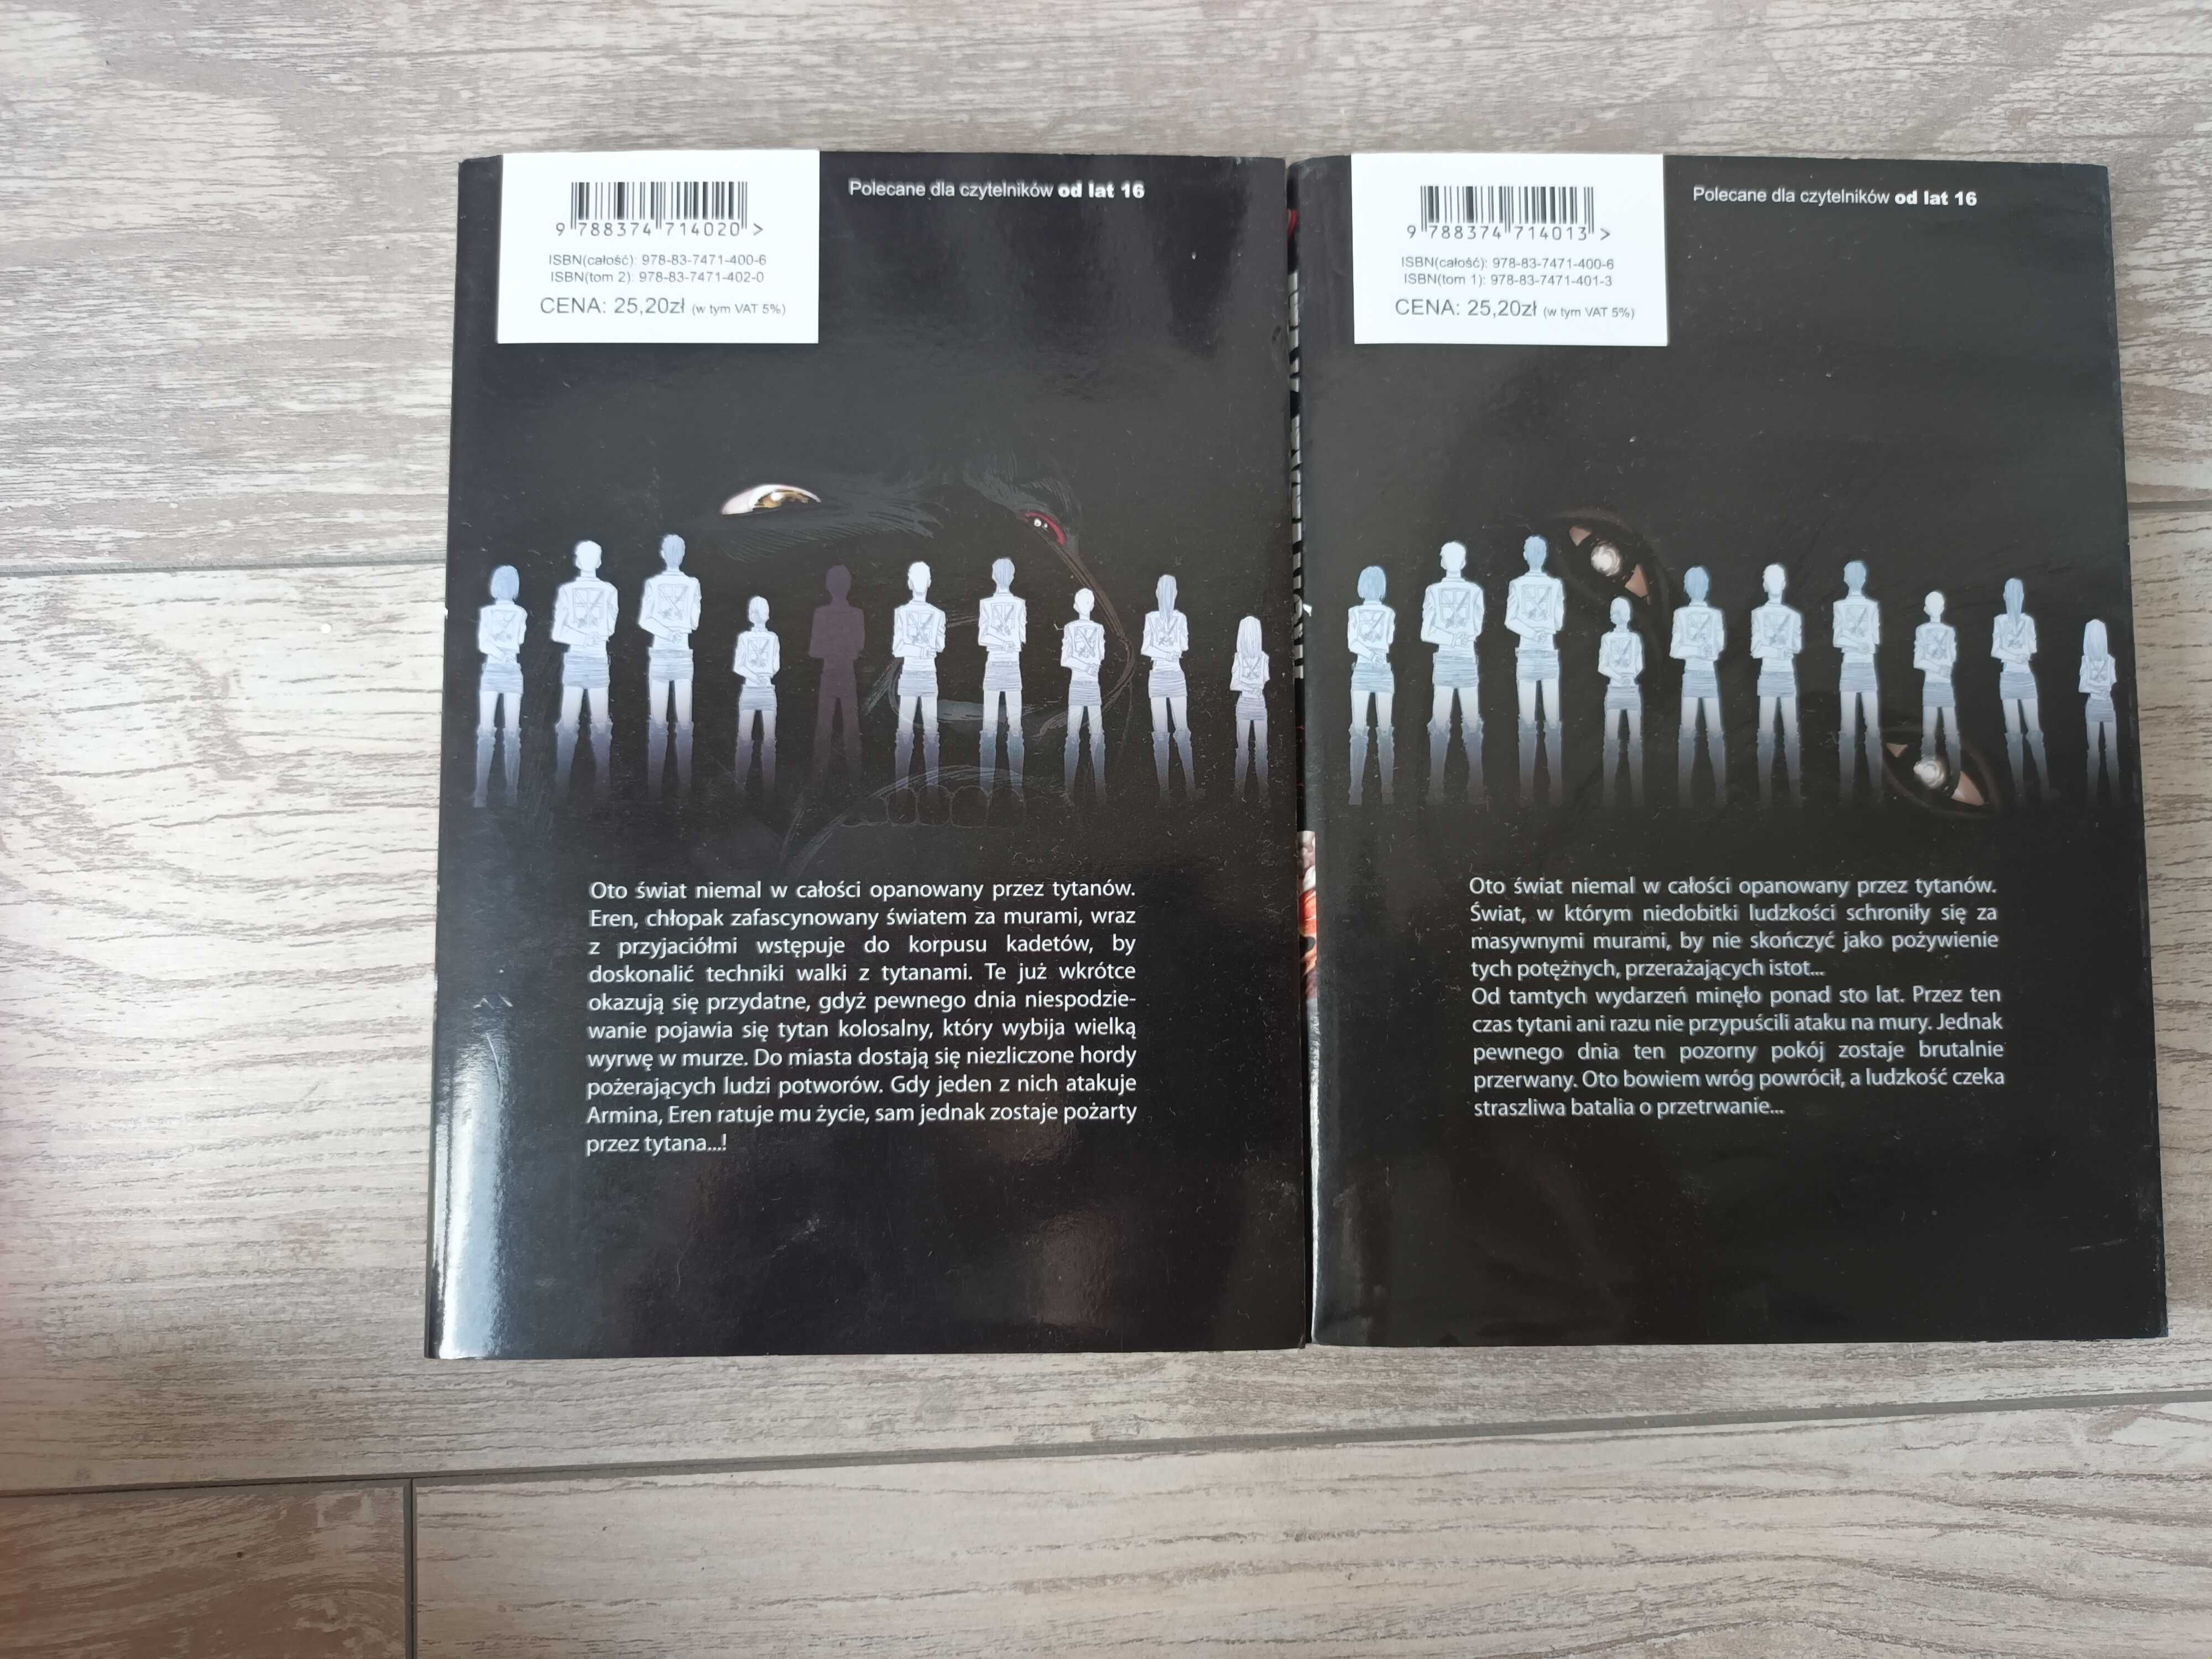 9 788374 714020 >
ISBN(całość): 978-83-7471-400-6
ISBN(tom 2): 978-83-7471-402-0
CENA: 25,20zł (w tym VAT 5%)
Polecane dla czytelników od lat 16
Oto świat niemal w całości opanowany przez tytanów.
Eren, chłopak zafascynowany światem za murami, wraz
z przyjaciółmi wstępuje do korpusu kadetów, by
doskonalić techniki walki z tytanami. Te już wkrótce
okazują się przydatne, gdyż pewnego dnia niespodzie-
wanie pojawia się tytan kolosalny, który wybija wielką
wyrwę w murze. Do miasta dostają się niezliczone hordy
pożerających ludzi potworów. Gdy jeden z nich atakuje
Armina, Eren ratuje mu życie, sam jednak zostaje pożarty
przez tytana...!
9 788374 714013 >
ISBN(całość): 978-83-7471-400-6
ISBN(tom 1): 978-83-7471-401-3
CENA: 25,20zł (w tym VAT 5%)
Polecane dla czytelników od lat 16
Oto świat niemal w całości opanowany przez tytanów.
Świat, w którym niedobitki ludzkości schroniły się za
masywnymi murami, by nie skończyć jako pożywienie
tych potężnych, przerażających istot...
Od tamtych wydarzeń minęło ponad sto lat. Przez ten
czas tytani ani razu nie przypuścili ataku na mury. Jednak
pewnego dnia ten pozorny pokój zostaje brutalnie
przerwany. Oto bowiem wróg powrócił, a ludzkość czeka
straszliwa batalia o przetrwanie...